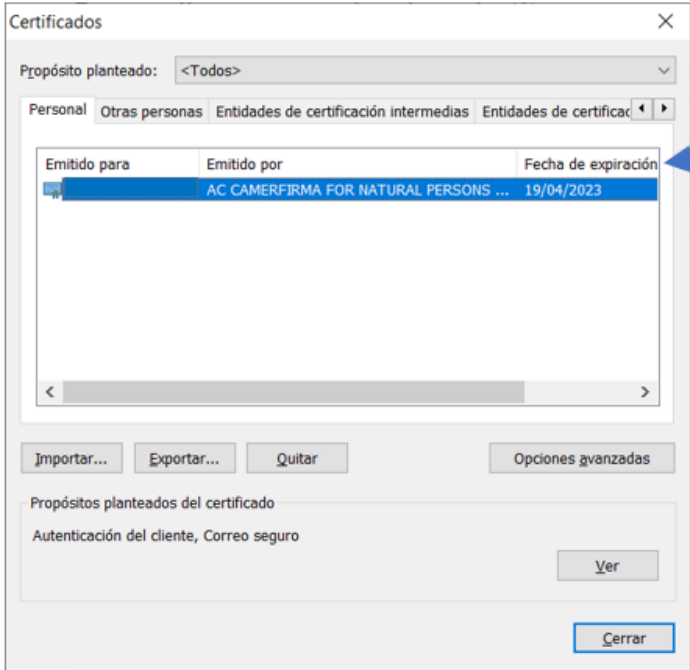 Certificados
Propósito planteado: <Todos>
Personal Otras personas Entidades de certificación intermedias Entidades de certificac
Emitido para Emitido por Fecha de expiración
AC CAMERFIRMA FOR NATURAL PERSONS ... 19/04/2023
Importar... Exportar... Quitar Opciones avanzadas
Propósitos planteados del certificado
Autenticación del cliente, Correo seguro
Ver
Cerrar